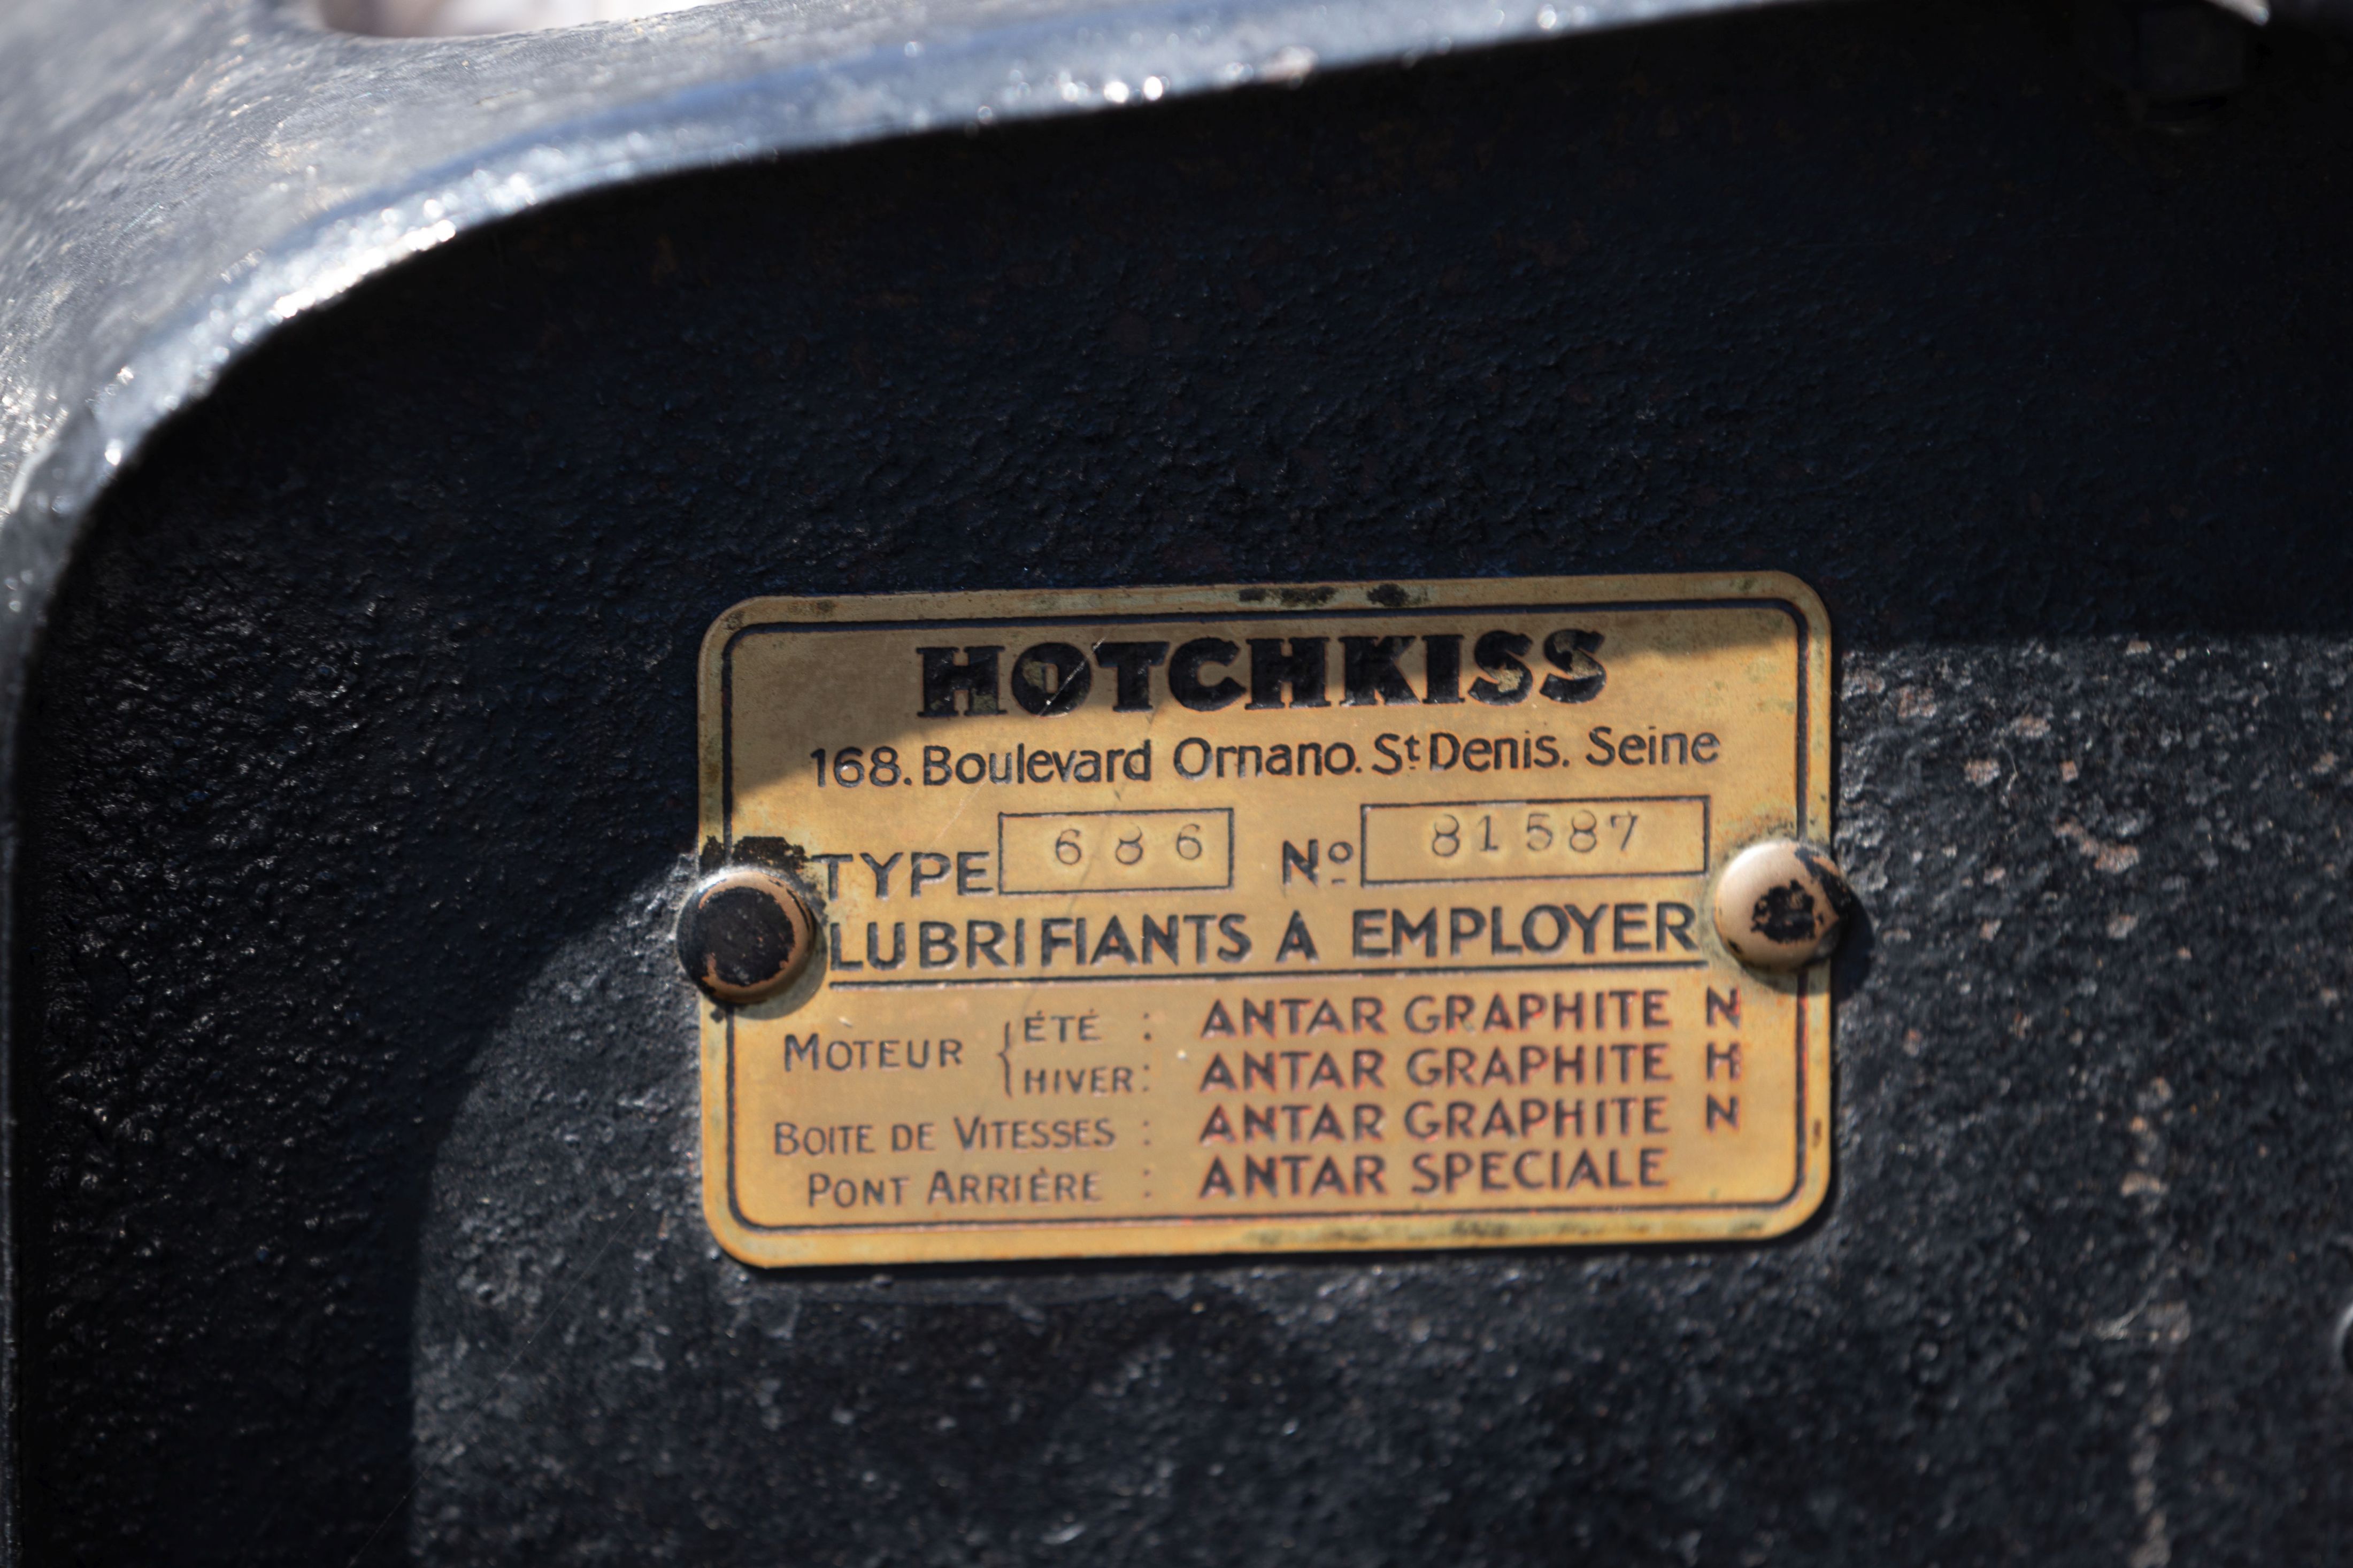 HOTCHKISS
168. Boulevard Ornano. St Denis. Seine
TYPE 686 No 81587
LUBRIFIANTS A EMPLOYER
MOTEUR { ÉTÉ : ANTAR GRAPHITE N
HIVER : ANTAR GRAPHITE H
BOITE DE VITESSES : ANTAR GRAPHITE N
PONT ARRIÈRE : ANTAR SPECIALE